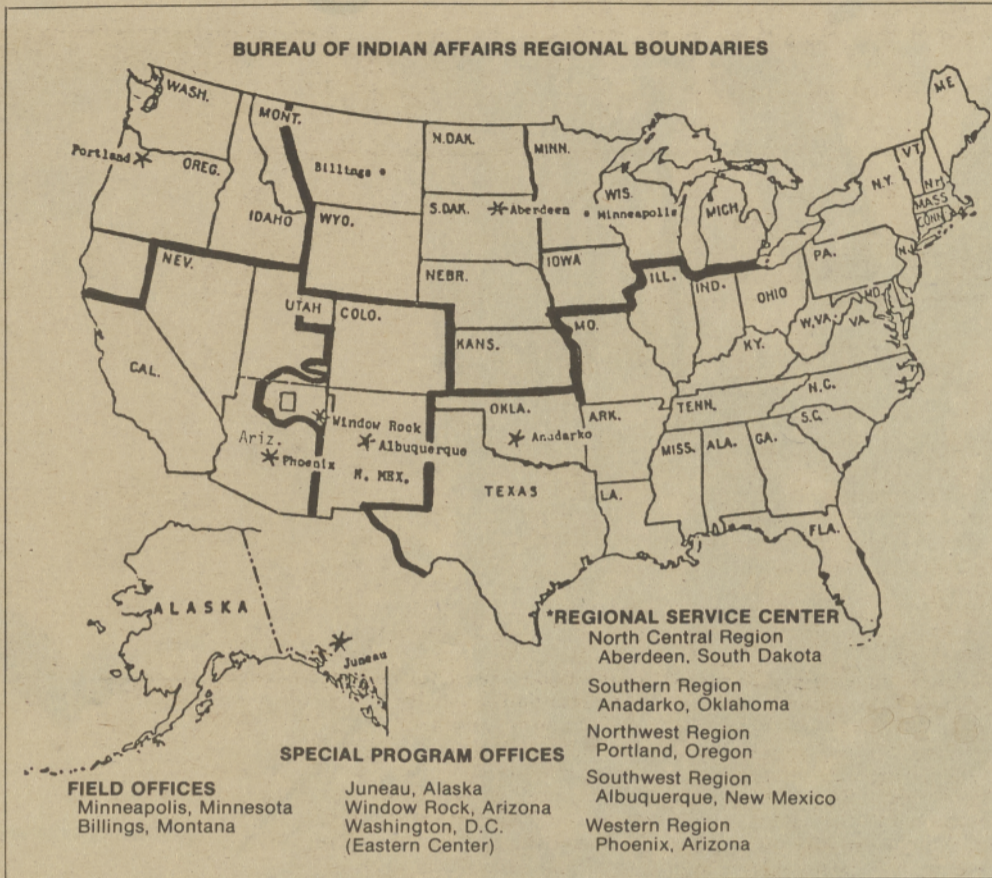 BUREAU OF INDIAN AFFAIRS REGIONAL BOUNDARIES
WASH.
MONT.
N.DAK.
MINN.
ME
VT.
N.H.
N.Y.
MASS
CONN.
Portland
OREG.
Billings
IDAHO
WYO.
S.DAK.
Aberdeen
Minneapolis
WIS.
MICH.
NEV.
UTAH
COLO.
NEBR.
IOWA
ILL.
IND.
OHIO
PA.
N.J.
MD.
W.VA.
VA.
KY.
CAL.
KANS.
MO.
Window Rock
Ariz.
Phoenix
Albuquerque
N. MEX.
OKLA.
Anadarko
ARK.
TENN.
N.C.
S.C.
MISS.
ALA.
GA.
TEXAS
LA.
FLA.
ALASKA
Juneau
*REGIONAL SERVICE CENTER
North Central Region
Aberdeen, South Dakota
Southern Region
Anadarko, Oklahoma
Northwest Region
Portland, Oregon
Southwest Region
Albuquerque, New Mexico
Western Region
Phoenix, Arizona
SPECIAL PROGRAM OFFICES
Juneau, Alaska
Window Rock, Arizona
Washington, D.C.
(Eastern Center)
FIELD OFFICES
Minneapolis, Minnesota
Billings, Montana